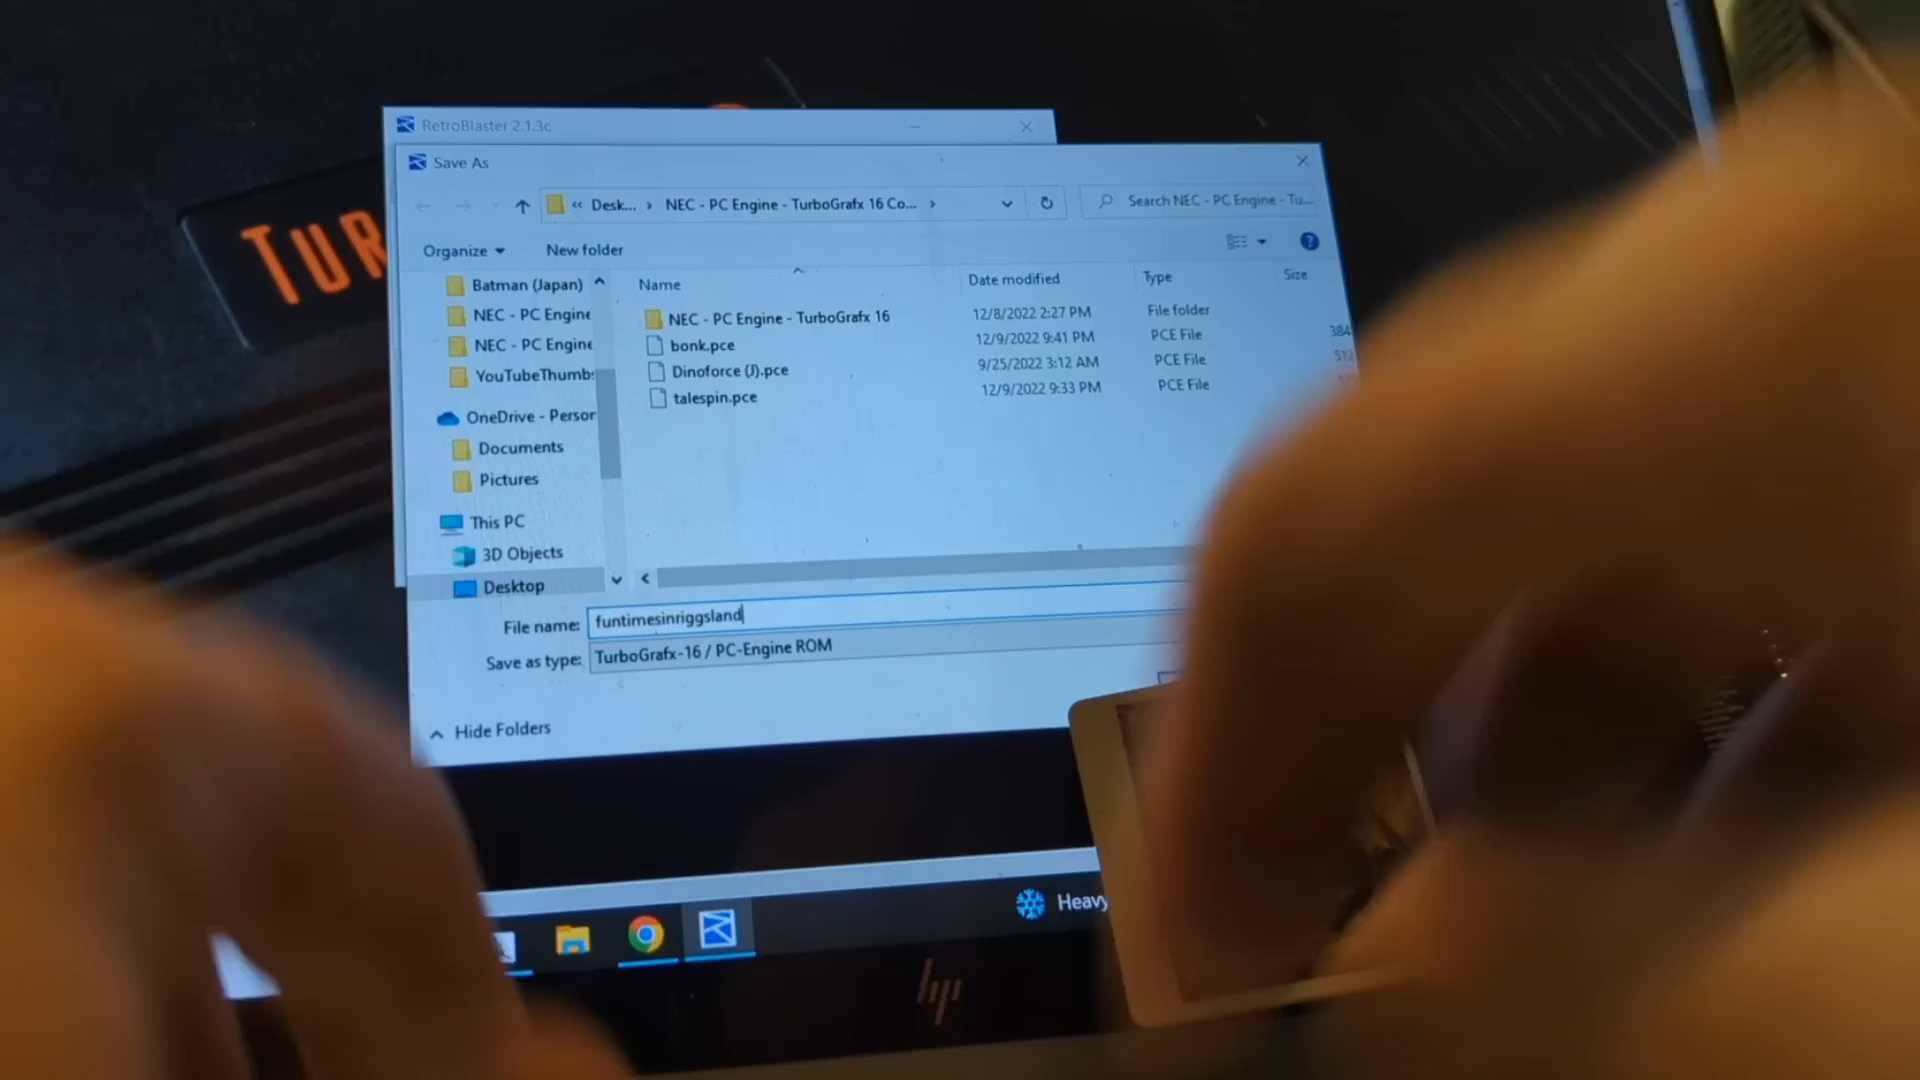 TUR
RetroBlaster 2.1.3c
Save As
« Desk... › NEC - PC Engine - TurboGrafx 16 Co... ›
Search NEC - PC Engine - Tu...
Organize
New folder
Name
Date modified
Type
Size
Batman (Japan)
NEC - PC Engine
NEC - PC Engine
YouTubeThumbs
OneDrive - Person
Documents
Pictures
This PC
3D Objects
Desktop
NEC - PC Engine - TurboGrafx 16
12/8/2022 2:27 PM
File folder
bonk.pce
12/9/2022 9:41 PM
PCE File
384
Dinoforce (J).pce
9/25/2022 3:12 AM
PCE File
512
talespin.pce
12/9/2022 9:33 PM
PCE File
File name: funtimesinriggsland
Save as type: TurboGrafx-16 / PC-Engine ROM
Hide Folders
Heavy
hp